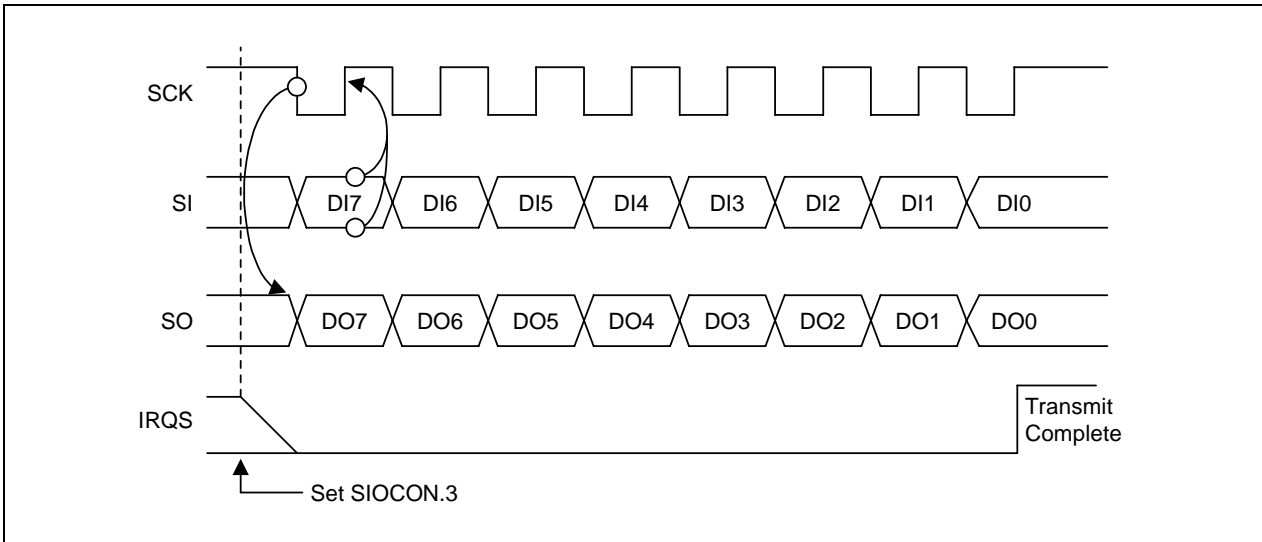 SCK
SI
DI7 DI6 DI5 DI4 DI3 DI2 DI1 DI0
SO
DO7 DO6 DO5 DO4 DO3 DO2 DO1 DO0
IRQS
Transmit
Complete
Set SIOCON.3